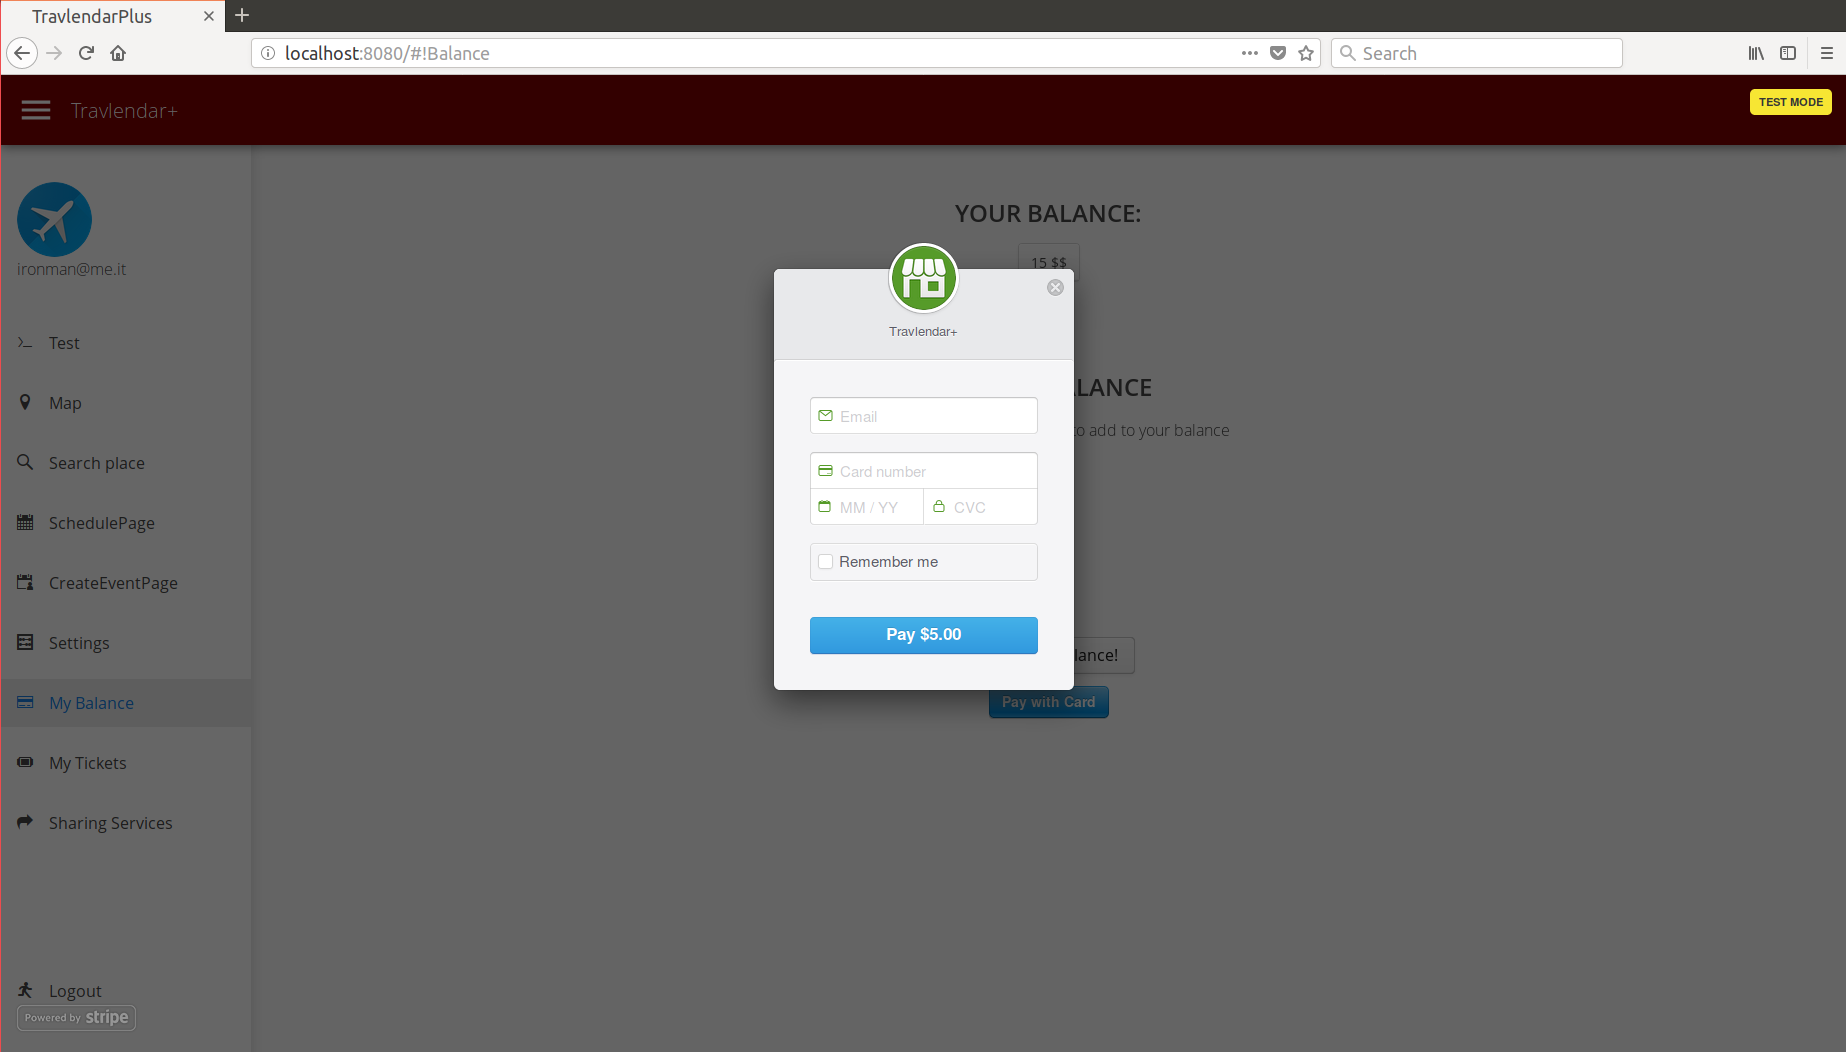 TravlendarPlus
localhost:8080/#!Balance
Search
Travlendar+
TEST MODE
ironman@me.it
Test
Map
Search place
SchedulePage
CreateEventPage
Settings
My Balance
My Tickets
Sharing Services
Logout
Powered by stripe
YOUR BALANCE:
15 $$
LANCE
to add to your balance
lance!
Pay with Card
Travlendar+
Email
Card number
MM / YY
CVC
Remember me
Pay $5.00